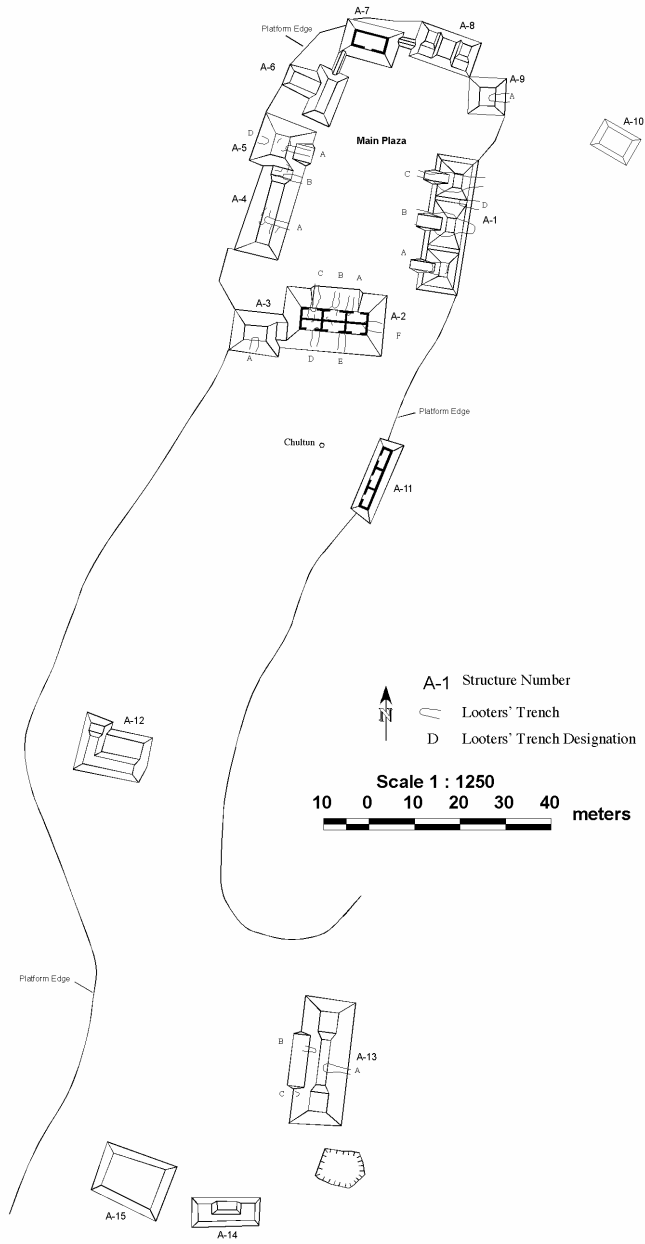 A-7
A-8
Platform Edge
A-6
A-9
A
A-10
Main Plaza
D
A-5
A
B
C
A-4
D
B
A-1
A
A
C B A
A-3
A-2
F
A
D
E
Platform Edge
Chultun
A-11
A-1 Structure Number
N
Looters' Trench
D Looters' Trench Designation
A-12
Scale 1 : 1250
10 0 10 20 30 40
meters
Platform Edge
B
A-13
A
C
A-15
A-14